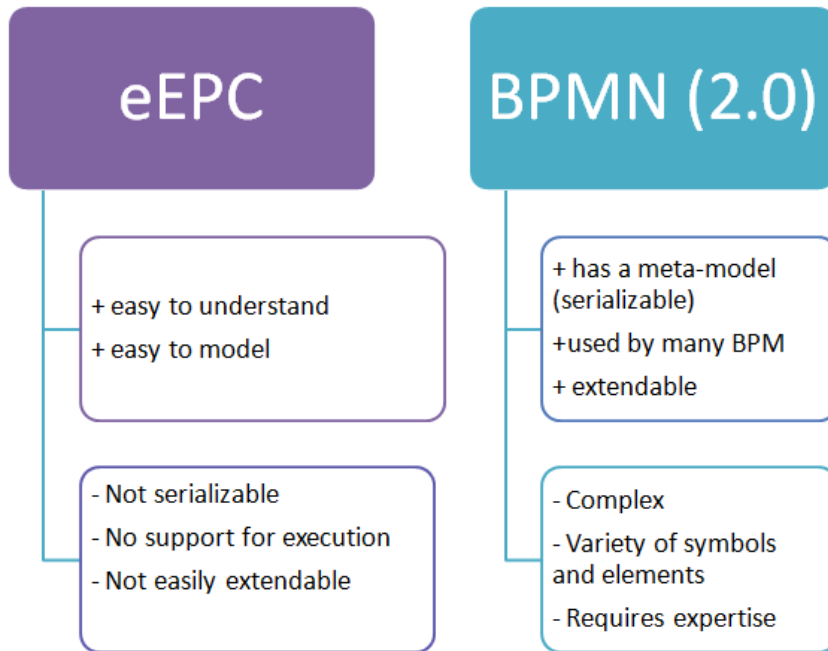 eEPC
+ easy to understand
+ easy to model
- Not serializable
- No support for execution
- Not easily extendable
BPMN (2.0)
+ has a meta-model
(serializable)
+used by many BPM
+ extendable
- Complex
- Variety of symbols
and elements
- Requires expertise